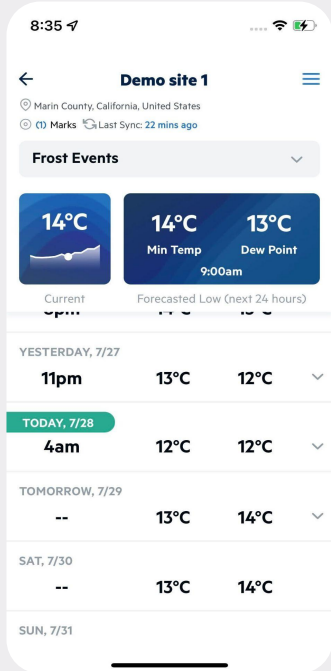 8:35
Demo site 1
Marin County, California, United States
(1) Marks Last Sync: 22 mins ago
Frost Events
14°C 14°C 13°C
Min Temp Dew Point
9:00am
Current Forecasted Low (next 24 hours)
YESTERDAY, 7/27
11pm 13°C 12°C
TODAY, 7/28
4am 12°C 12°C
TOMORROW, 7/29
-- 13°C 14°C
SAT, 7/30
-- 13°C 14°C
SUN, 7/31